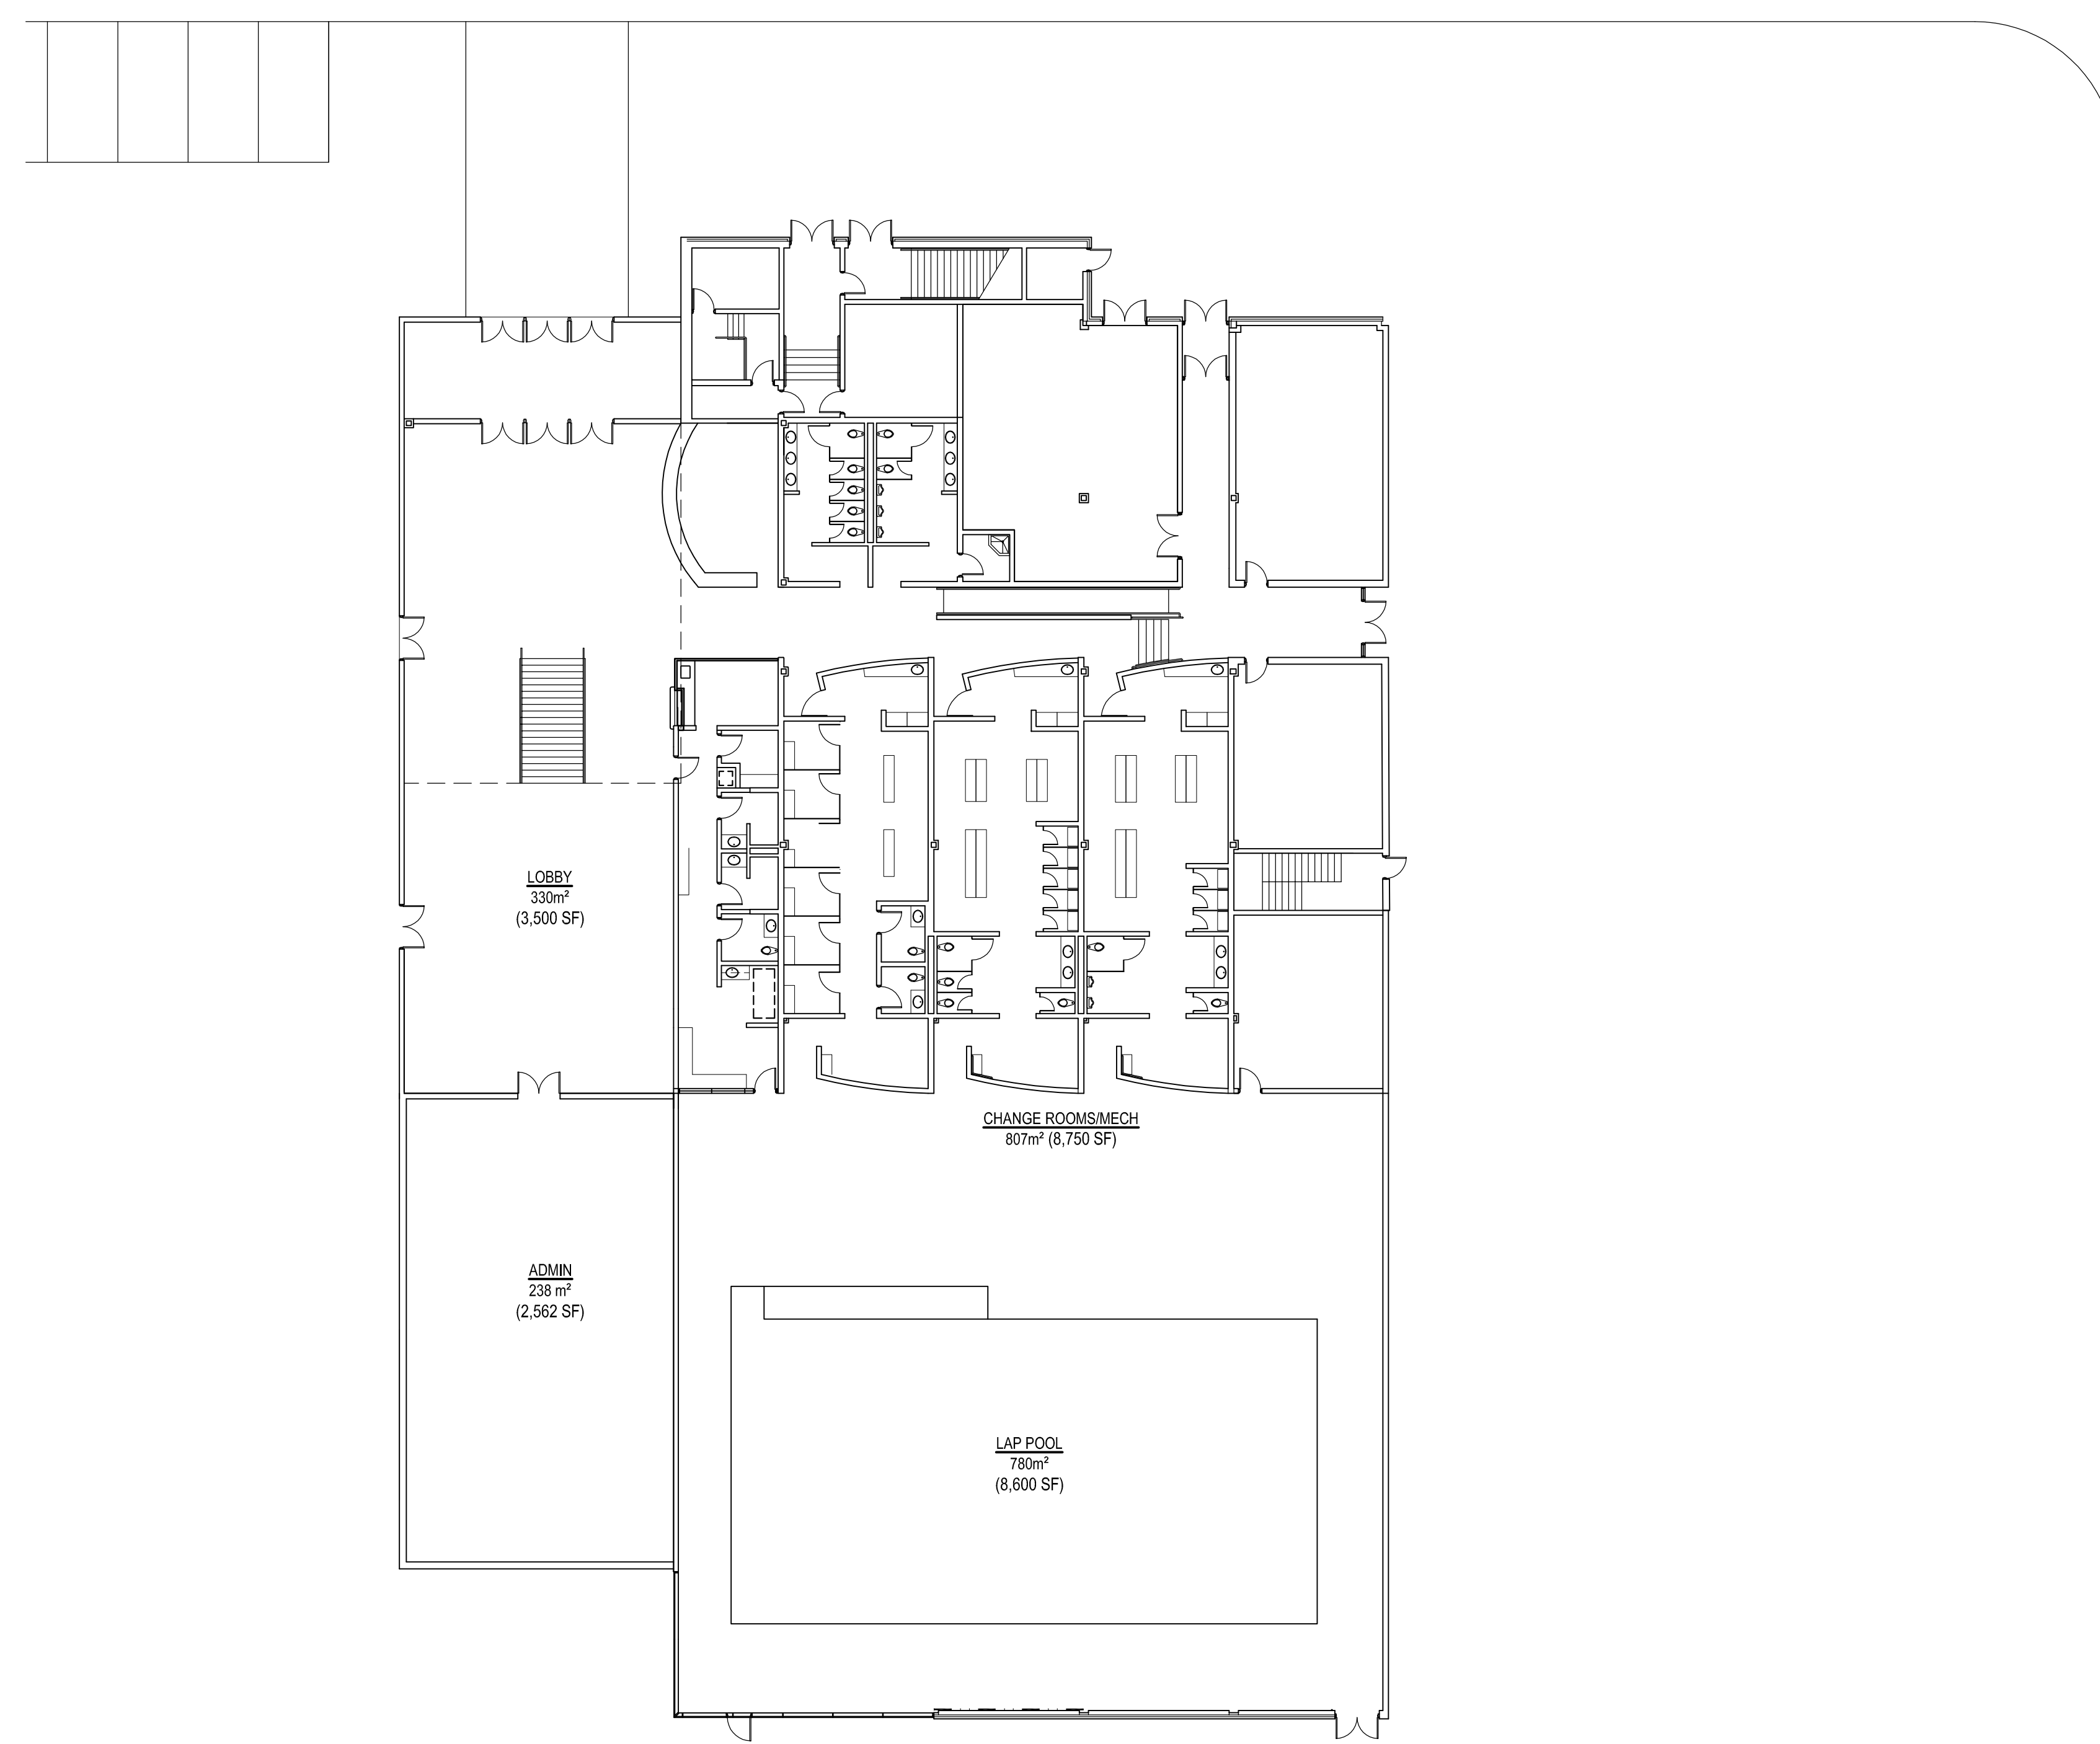 LOBBY
330m²
(3,500 SF)
CHANGE ROOMS/MECH
807m² (8,750 SF)
ADMIN
238 m²
(2,562 SF)
LAP POOL
780m²
(8,600 SF)